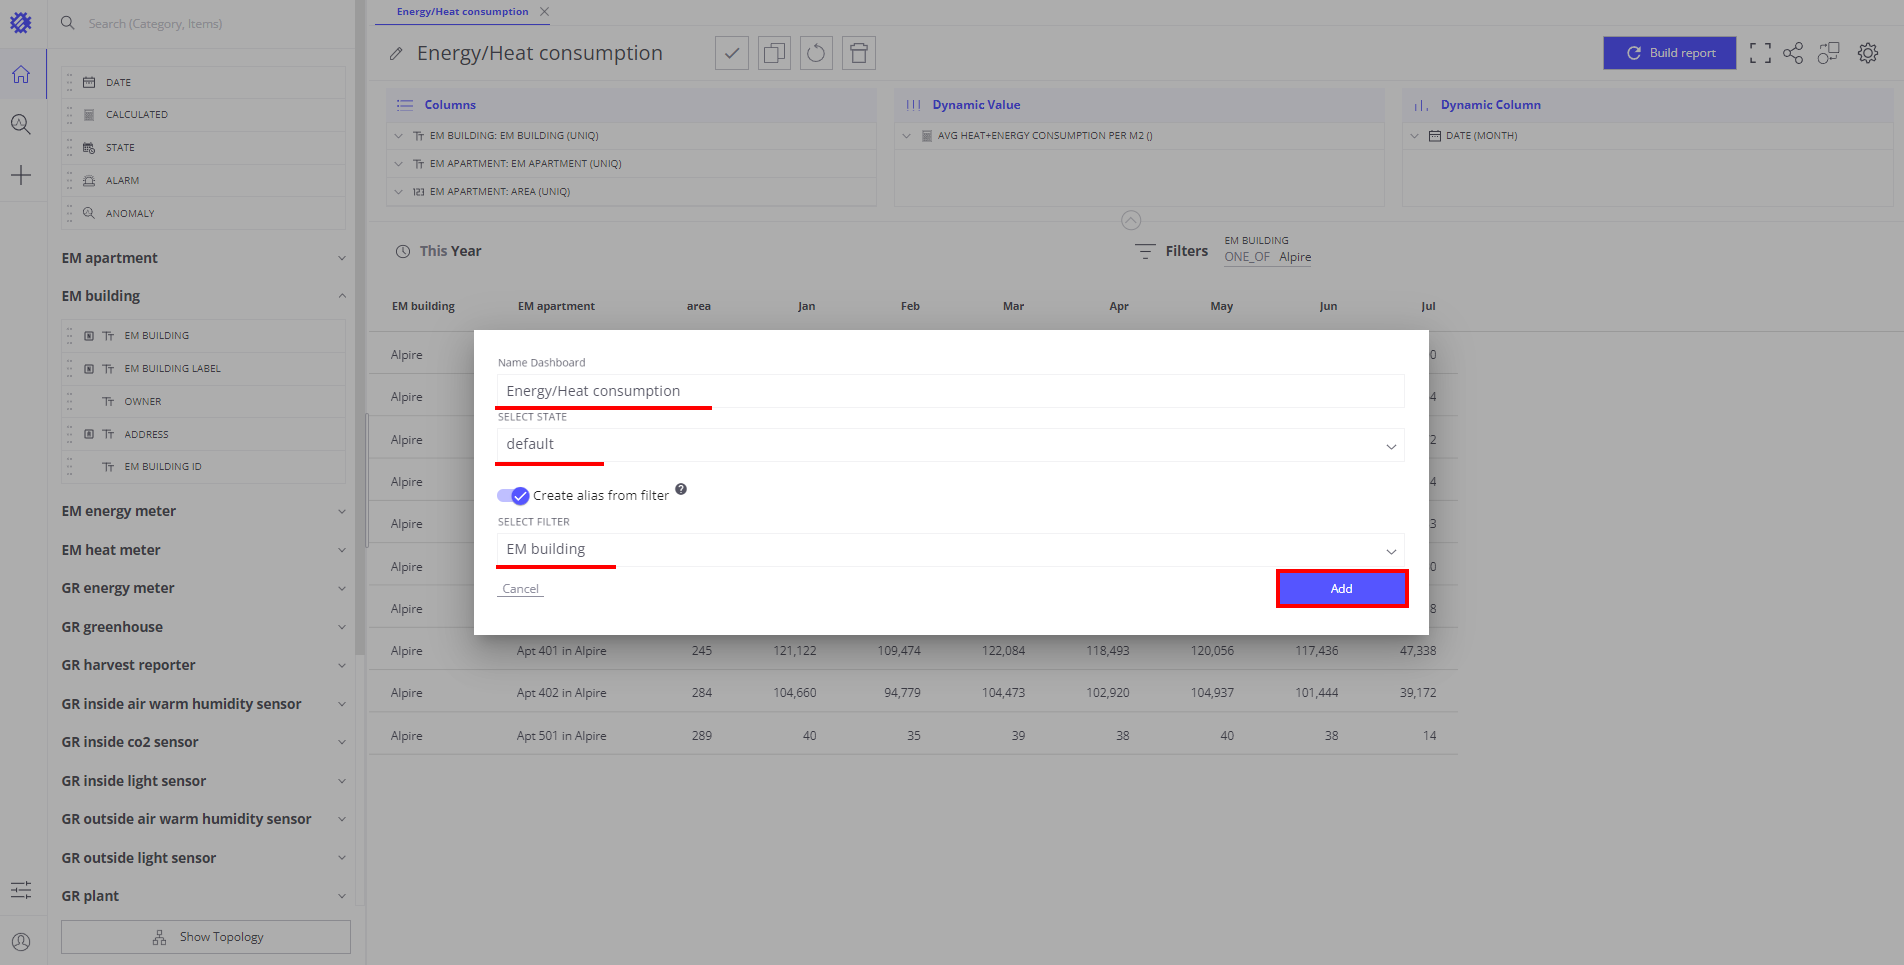 Search (Category, Items)
DATE
CALCULATED
STATE
ALARM
ANOMALY
EM apartment
EM building
EM BUILDING
EM BUILDING LABEL
OWNER
ADDRESS
EM BUILDING ID
EM energy meter
EM heat meter
GR energy meter
GR greenhouse
GR harvest reporter
GR inside air warm humidity sensor
GR inside co2 sensor
GR inside light sensor
GR outside air warm humidity sensor
GR outside light sensor
GR plant
Show Topology
Energy/Heat consumption
Energy/Heat consumption
Build report
Columns
EM BUILDING: EM BUILDING (UNIQ)
EM APARTMENT: EM APARTMENT (UNIQ)
123 EM APARTMENT: AREA (UNIQ)
Dynamic Value
AVG HEAT+ENERGY CONSUMPTION PER M2 ()
Dynamic Column
DATE (MONTH)
This Year
Filters
EM BUILDING
ONE_OF Alpire
EM building EM apartment area Jan Feb Mar Apr May Jun Jul
Alpire 0
Alpire 4
Alpire 2
Alpire 4
Alpire 3
Alpire 0
Alpire 8
Alpire Apt 401 in Alpire 245 121,122 109,474 122,084 118,493 120,056 117,436 47,338
Alpire Apt 402 in Alpire 284 104,660 94,779 104,473 102,920 104,937 101,444 39,172
Alpire Apt 501 in Alpire 289 40 35 39 38 40 38 14
Name Dashboard
Energy/Heat consumption
SELECT STATE
default
Create alias from filter ?
SELECT FILTER
EM building
Cancel
Add